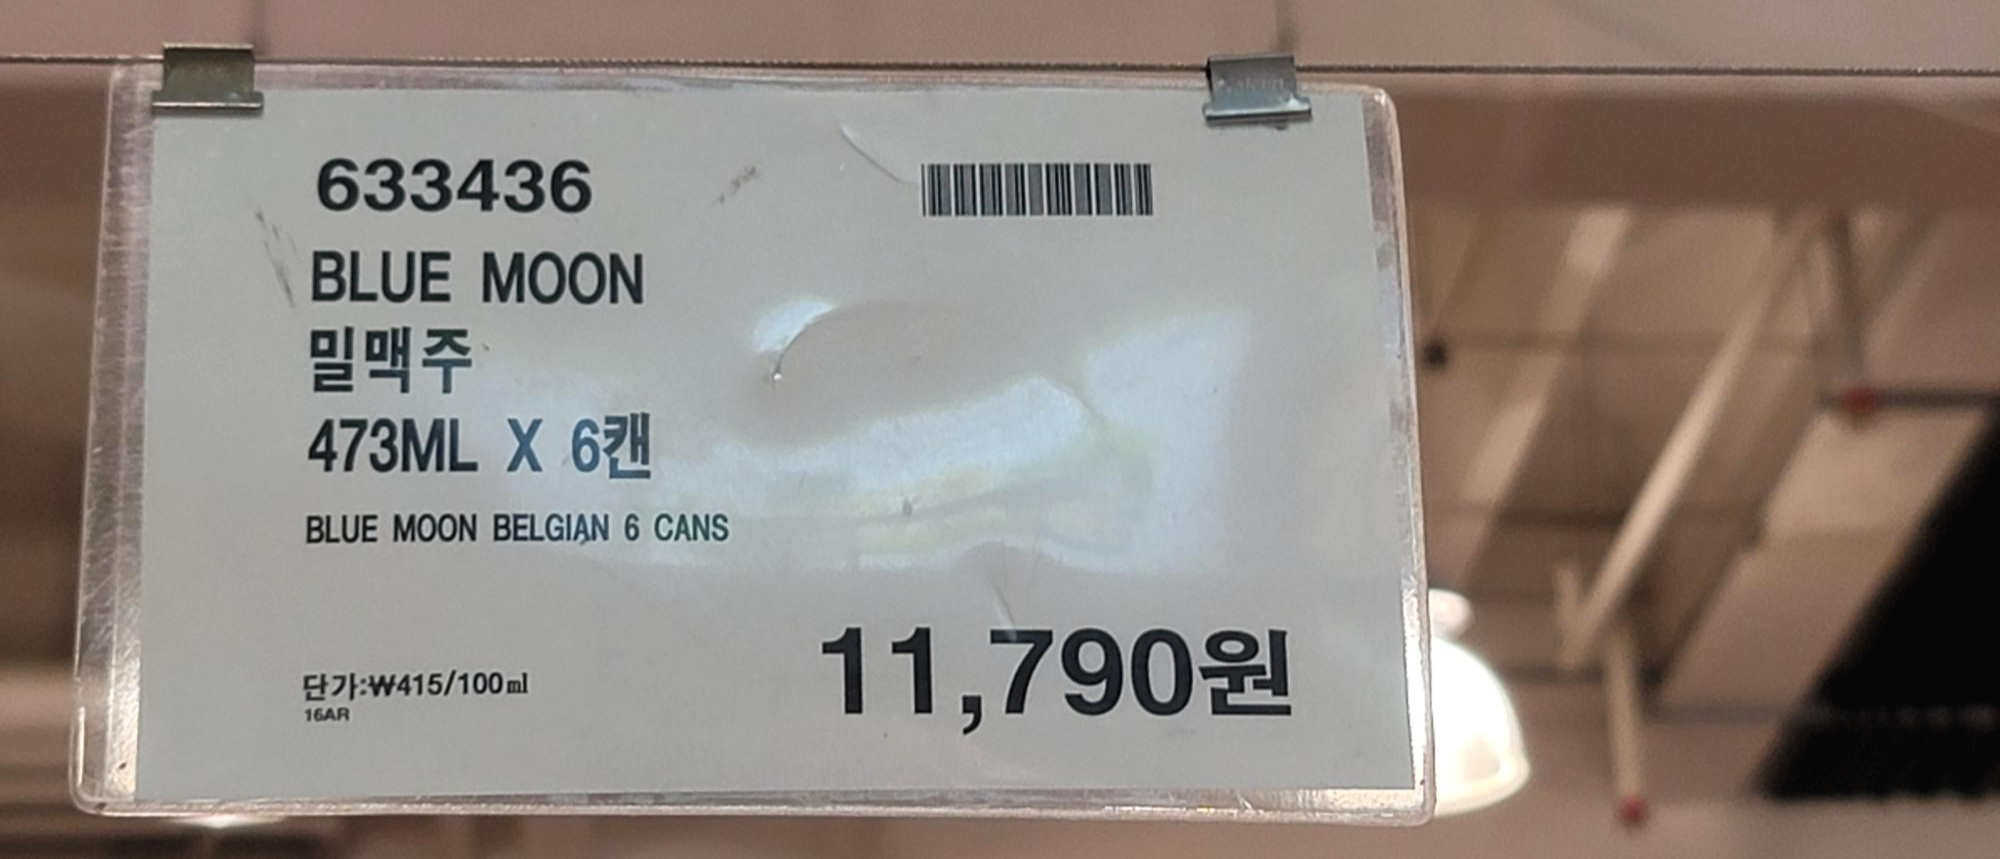 633436
BLUE MOON
밀맥주
473ML X 6캔
BLUE MOON BELGIAN 6 CANS
단가:₩415/100㎖
16AR
11,790원